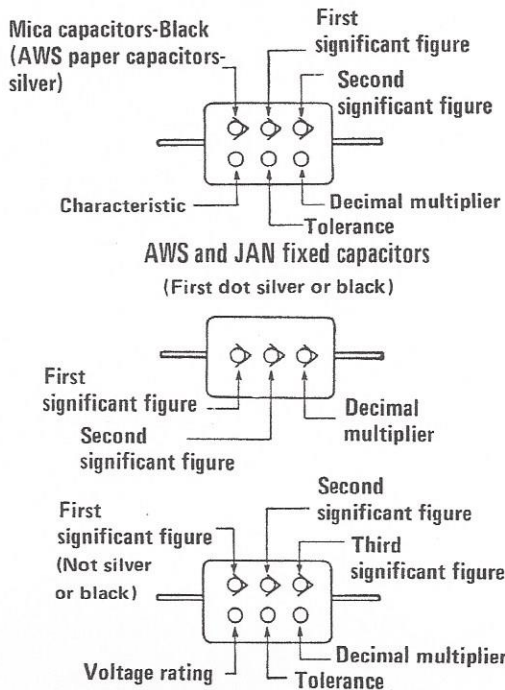 Mica capacitors-Black
(AWS paper capacitors-
silver)
First
significant figure
Second
significant figure
Characteristic
Decimal multiplier
Tolerance
AWS and JAN fixed capacitors
(First dot silver or black)
First
significant figure
Second
significant figure
Decimal
multiplier
First
significant figure
(Not silver
or black)
Second
significant figure
Third
significant figure
Voltage rating
Decimal multiplier
Tolerance